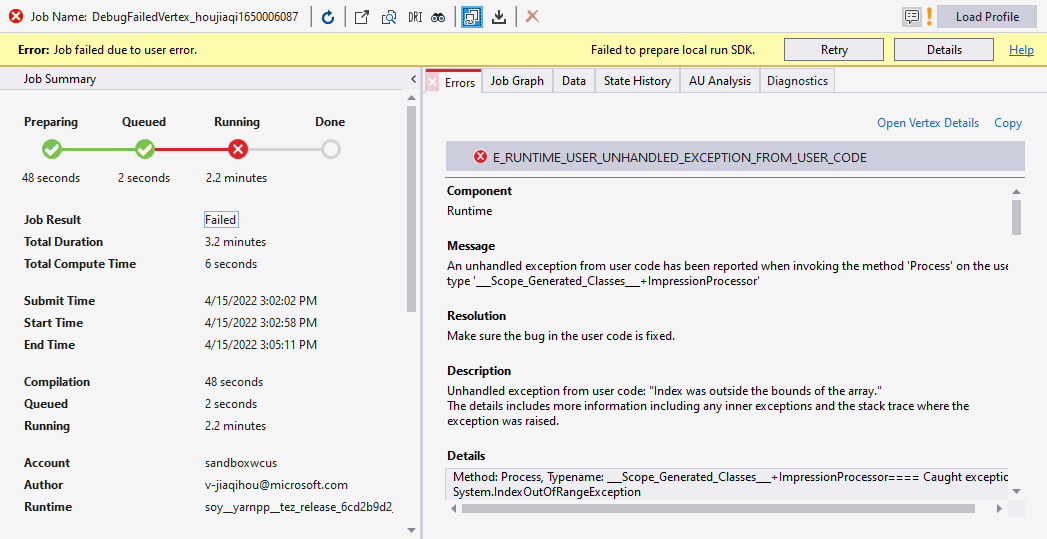 Job Name: DebugFailedVertex_houjiaqi1650006087 DRI Load Profile
Error: Job failed due to user error. Failed to prepare local run SDK. Retry Details Help
Job Summary
Preparing Queued Running Done
48 seconds 2 seconds 2.2 minutes
Job Result Failed
Total Duration 3.2 minutes
Total Compute Time 6 seconds
Submit Time 4/15/2022 3:02:02 PM
Start Time 4/15/2022 3:02:58 PM
End Time 4/15/2022 3:05:11 PM
Compilation 48 seconds
Queued 2 seconds
Running 2.2 minutes
Account sandboxwcus
Author v-jiaqihou@microsoft.com
Runtime soy__yarnpp__tez_release_6cd2b9d2_
Errors Job Graph Data State History AU Analysis Diagnostics
Open Vertex Details Copy
E_RUNTIME_USER_UNHANDLED_EXCEPTION_FROM_USER_CODE
Component
Runtime
Message
An unhandled exception from user code has been reported when invoking the method 'Process' on the use
type '___Scope_Generated_Classes___+ImpressionProcessor'
Resolution
Make sure the bug in the user code is fixed.
Description
Unhandled exception from user code: "Index was outside the bounds of the array."
The details includes more information including any inner exceptions and the stack trace where the
exception was raised.
Details
Method: Process, Typename: ___Scope_Generated_Classes___+ImpressionProcessor==== Caught exceptic
System.IndexOutOfRangeException